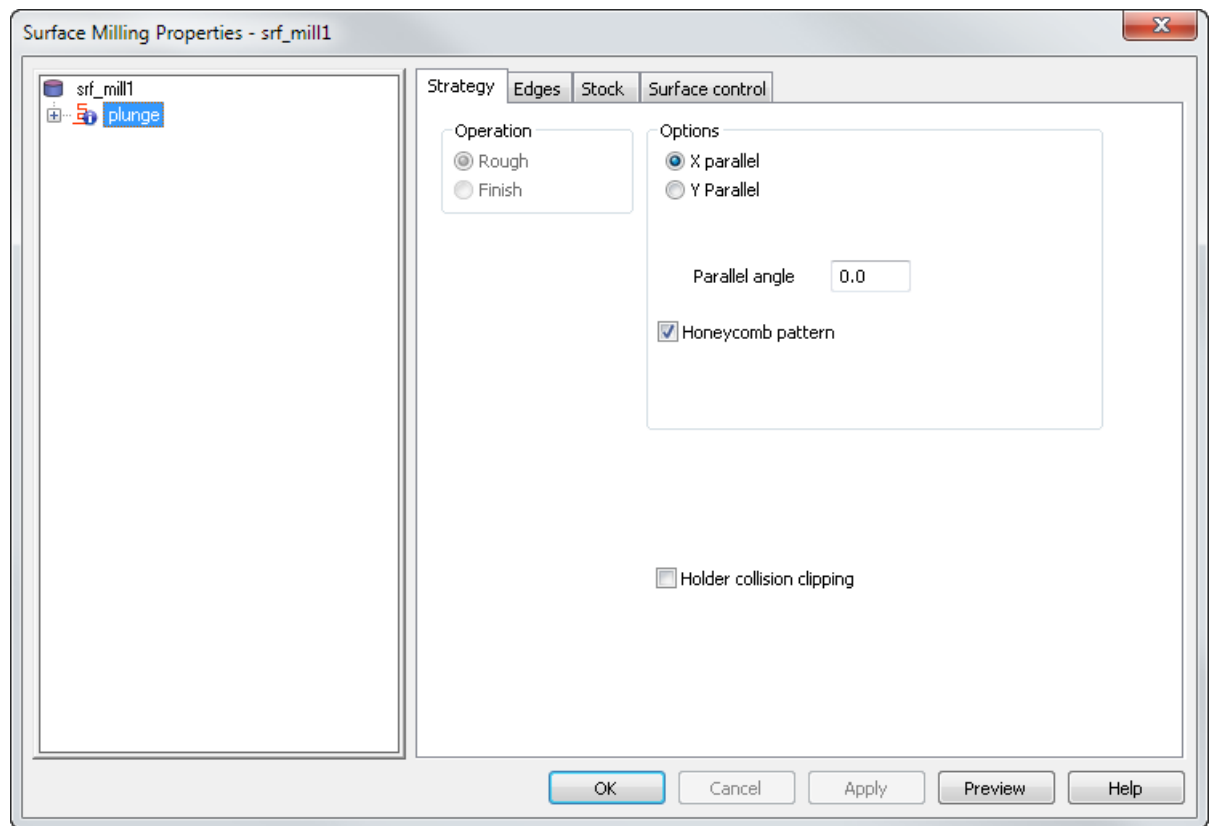 Surface Milling Properties - srf_mill1
srf_mill1
plunge
Strategy Edges Stock Surface control
Operation
Rough
Finish
Options
X parallel
Y Parallel
Parallel angle 0.0
Honeycomb pattern
Holder collision clipping
OK Cancel Apply Preview Help